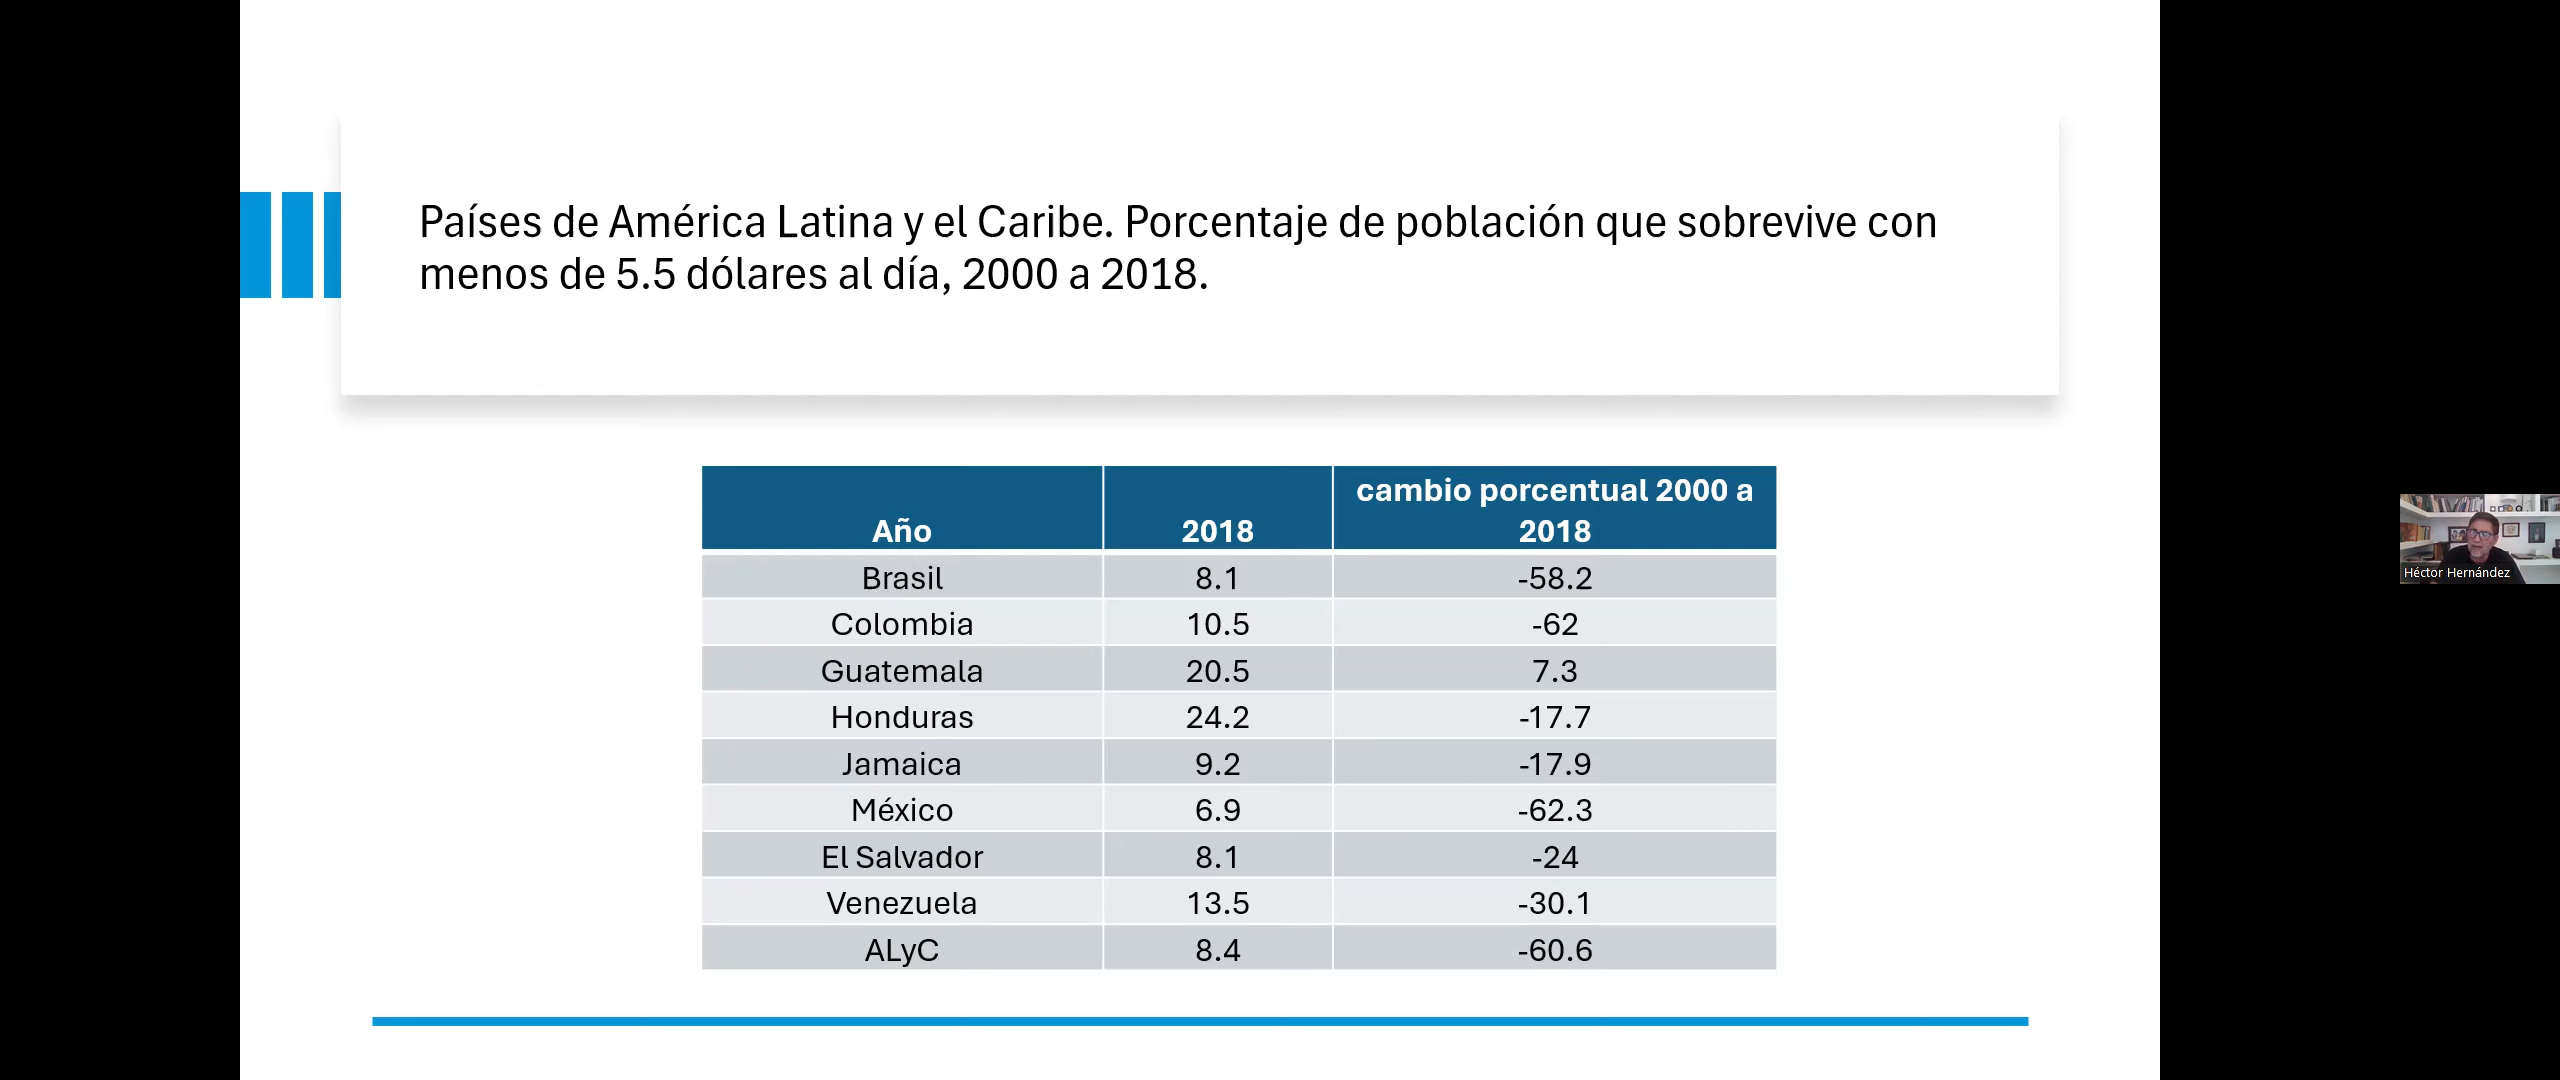 Países de América Latina y el Caribe. Porcentaje de población que sobrevive con
menos de 5.5 dólares al día, 2000 a 2018.
Año 2018 cambio porcentual 2000 a 2018
Brasil 8.1 -58.2
Colombia 10.5 -62
Guatemala 20.5 7.3
Honduras 24.2 -17.7
Jamaica 9.2 -17.9
México 6.9 -62.3
El Salvador 8.1 -24
Venezuela 13.5 -30.1
ALyC 8.4 -60.6
Héctor Hernández